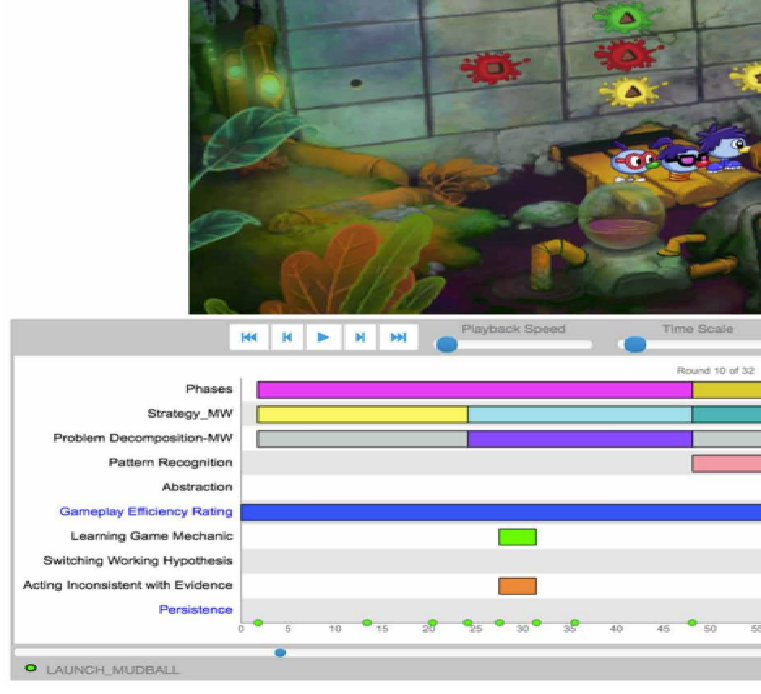 Playback Speed
Time Scale
Round 10 of 32
Phases
Strategy_MW
Problem Decomposition-MW
Pattern Recognition
Abstraction
Gameplay Efficiency Rating
Learning Game Mechanic
Switching Working Hypothesis
Acting Inconsistent with Evidence
Persistence
0 5 10 15 20 25 30 35 40 45 50 55
LAUNCH_MUDBALL